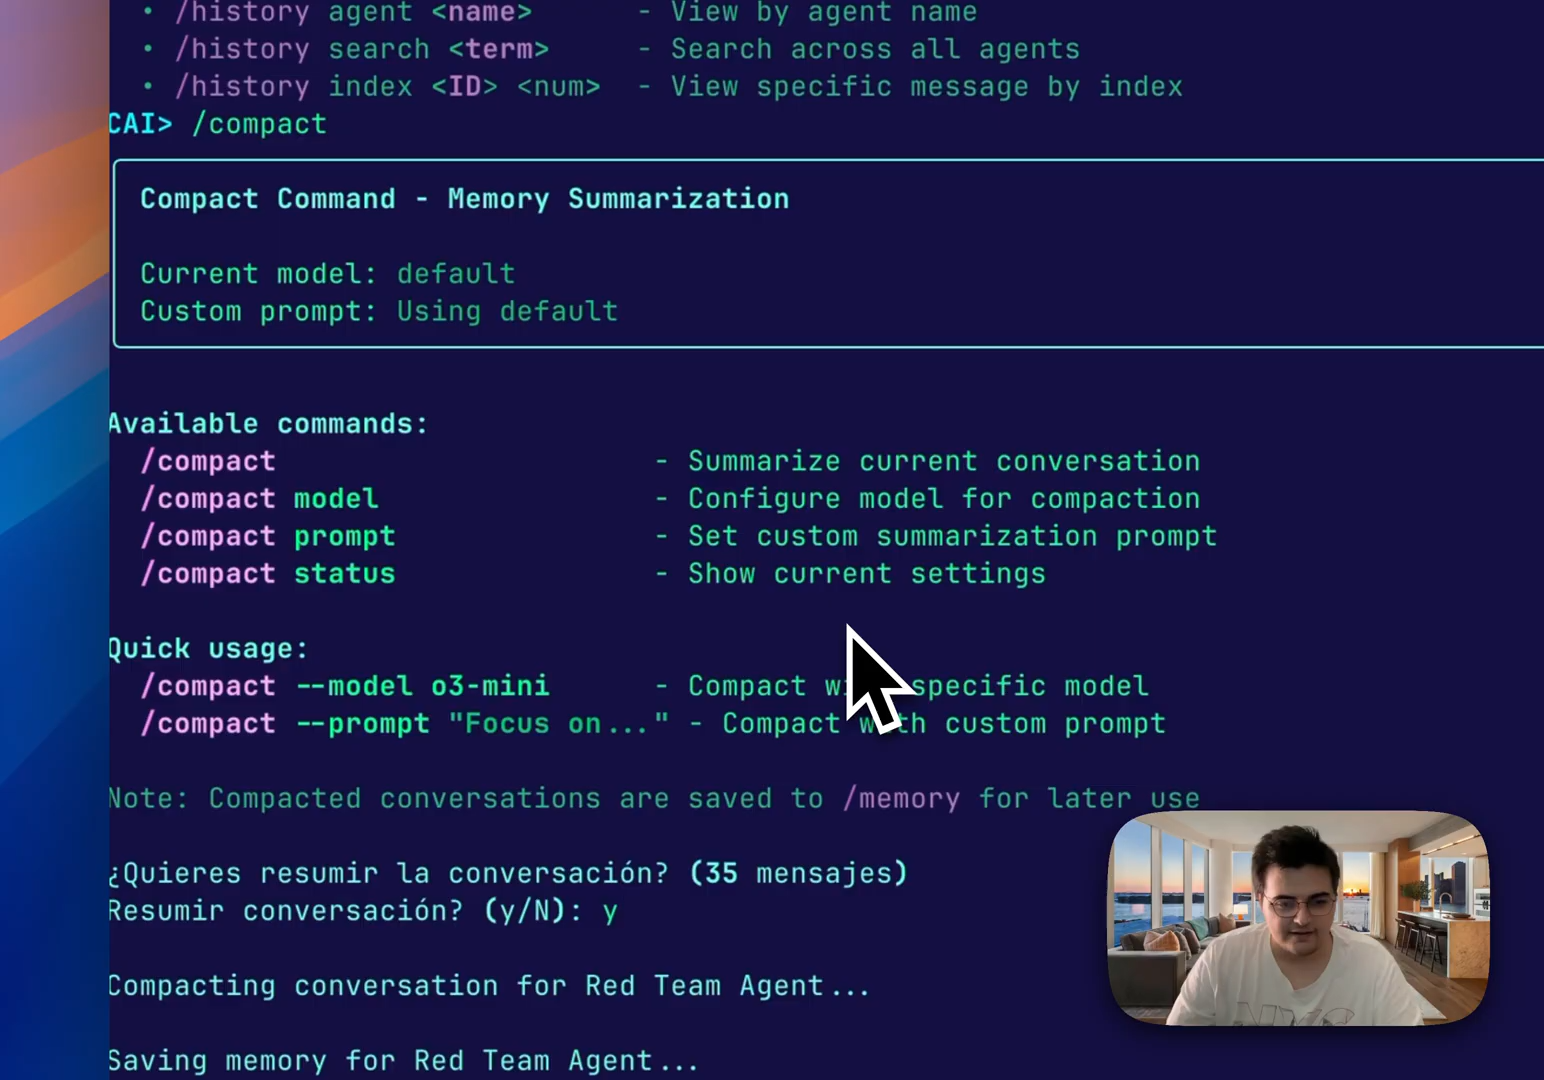 • /history agent <name> - View by agent name
• /history search <term> - Search across all agents
• /history index <ID> <num> - View specific message by index
CAI> /compact
Compact Command - Memory Summarization
Current model: default
Custom prompt: Using default
Available commands:
/compact - Summarize current conversation
/compact model - Configure model for compaction
/compact prompt - Set custom summarization prompt
/compact status - Show current settings
Quick usage:
/compact --model o3-mini - Compact specific model
/compact --prompt "Focus on..." - Compact with custom prompt
Note: Compacted conversations are saved to /memory for later use
¿Quieres resumir la conversación? (35 mensajes)
Resumir conversación? (y/N): y
Compacting conversation for Red Team Agent...
Saving memory for Red Team Agent...